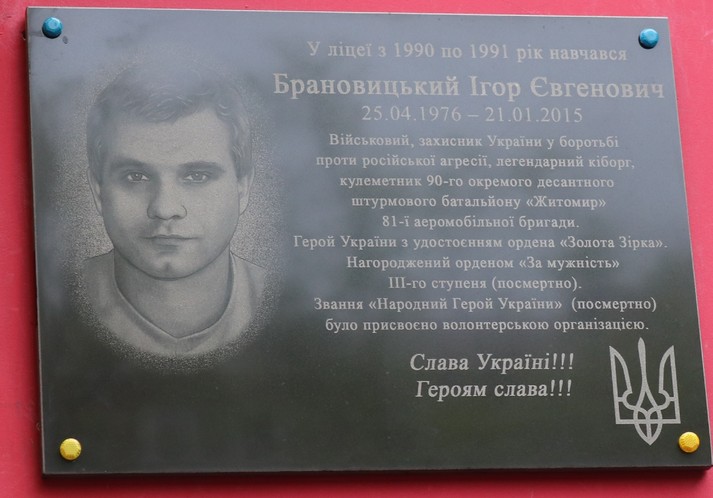 У ліцеї з 1990 по 1991 рік навчався
Брановицький Ігор Євгенович
25.04.1976 – 21.01.2015
Військовий, захисник України у боротьбі
проти російської агресії, легендарний кіборг,
кулеметник 90-го окремого десантного
штурмового батальйону «Житомир»
81-ї аеромобільної бригади.
Герой України з удостоєнням ордена «Золота Зірка».
Нагороджений орденом «За мужність»
ІІІ-го ступеня (посмертно).
Звання «Народний Герой України» (посмертно)
було присвоєно волонтерською організацією.
Слава Україні!!!
Героям слава!!!